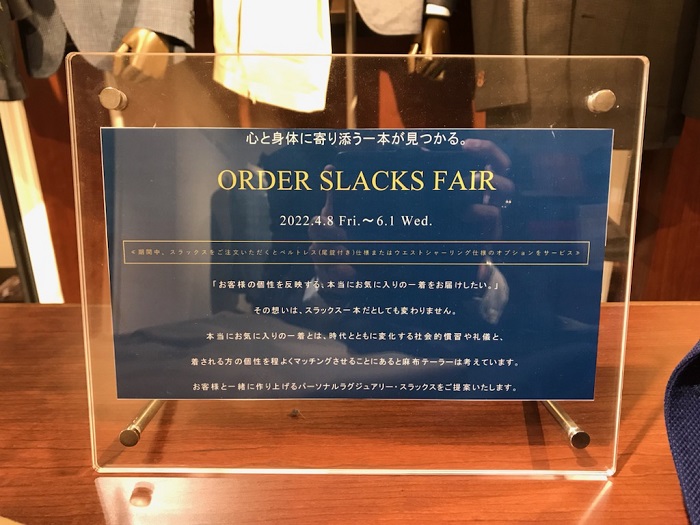 心と身体に寄り添う一本が見つかる。
ORDER SLACKS FAIR
2022.4.8 Fri.〜6.1 Wed.
≪期間中、スラックスをご注文いただくとベルトレス(尾錠付き)仕様またはウエストシャーリング仕様のオプションをサービス≫
「お客様の個性を反映する、本当にお気に入りの一着をお届けしたい。」
その想いは、スラックス一本だとしても変わりません。
本当にお気に入りの一着とは、時代とともに変化する社会的慣習や礼儀と、
着される方の個性を程よくマッチングさせることにあると麻布テーラーは考えています。
お客様と一緒に作り上げるパーソナルラグジュアリー・スラックスをご提案いたします。